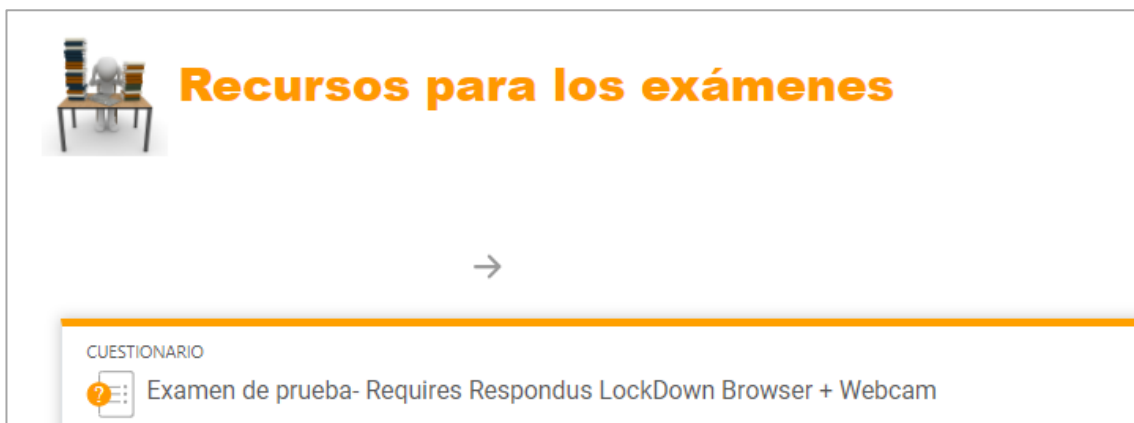 Recursos para los exámenes
CUESTIONARIO
Examen de prueba- Requires Respondus LockDown Browser + Webcam